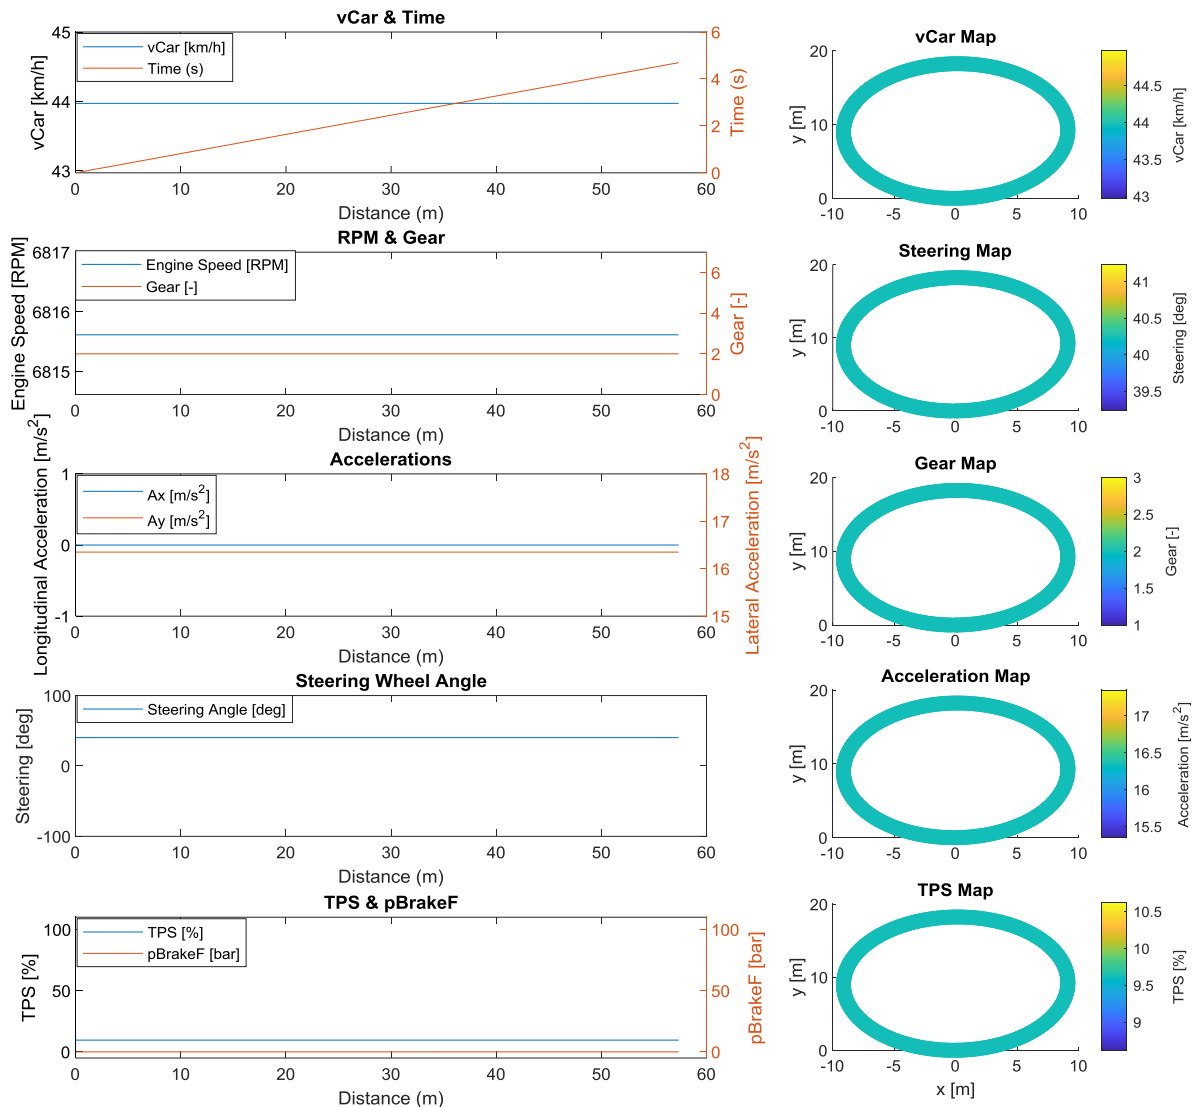 vCar & Time
45
44
43
vCar [km/h]
vCar [km/h]
Time (s)
6
4
2
0
Time (s)
0 10 20 30 40 50 60
Distance (m)
vCar Map
20
10
0
y [m]
-10 -5 0 5 10
44.5
44
43.5
43
vCar [km/h]
RPM & Gear
6817
6816
6815
Engine Speed [RPM]
Engine Speed [RPM]
Gear [-]
6
4
2
0
Gear [-]
0 10 20 30 40 50 60
Distance (m)
Steering Map
20
10
0
y [m]
-10 -5 0 5 10
41
40.5
40
39.5
Steering [deg]
Accelerations
1
0
-1
Longitudinal Acceleration [m/s²]
Ax [m/s²]
Ay [m/s²]
18
17
16
15
Lateral Acceleration [m/s²]
0 10 20 30 40 50 60
Distance (m)
Gear Map
20
10
0
y [m]
-10 -5 0 5 10
3
2.5
2
1.5
1
Gear [-]
Steering Wheel Angle
100
0
-100
Steering [deg]
Steering Angle [deg]
0 10 20 30 40 50 60
Distance (m)
Acceleration Map
20
10
0
y [m]
-10 -5 0 5 10
17
16.5
16
15.5
Acceleration [m/s²]
TPS & pBrakeF
100
50
0
TPS [%]
TPS [%]
pBrakeF [bar]
100
50
0
pBrakeF [bar]
0 10 20 30 40 50 60
Distance (m)
TPS Map
20
10
0
y [m]
-10 -5 0 5 10
x [m]
10.5
10
9.5
9
TPS [%]